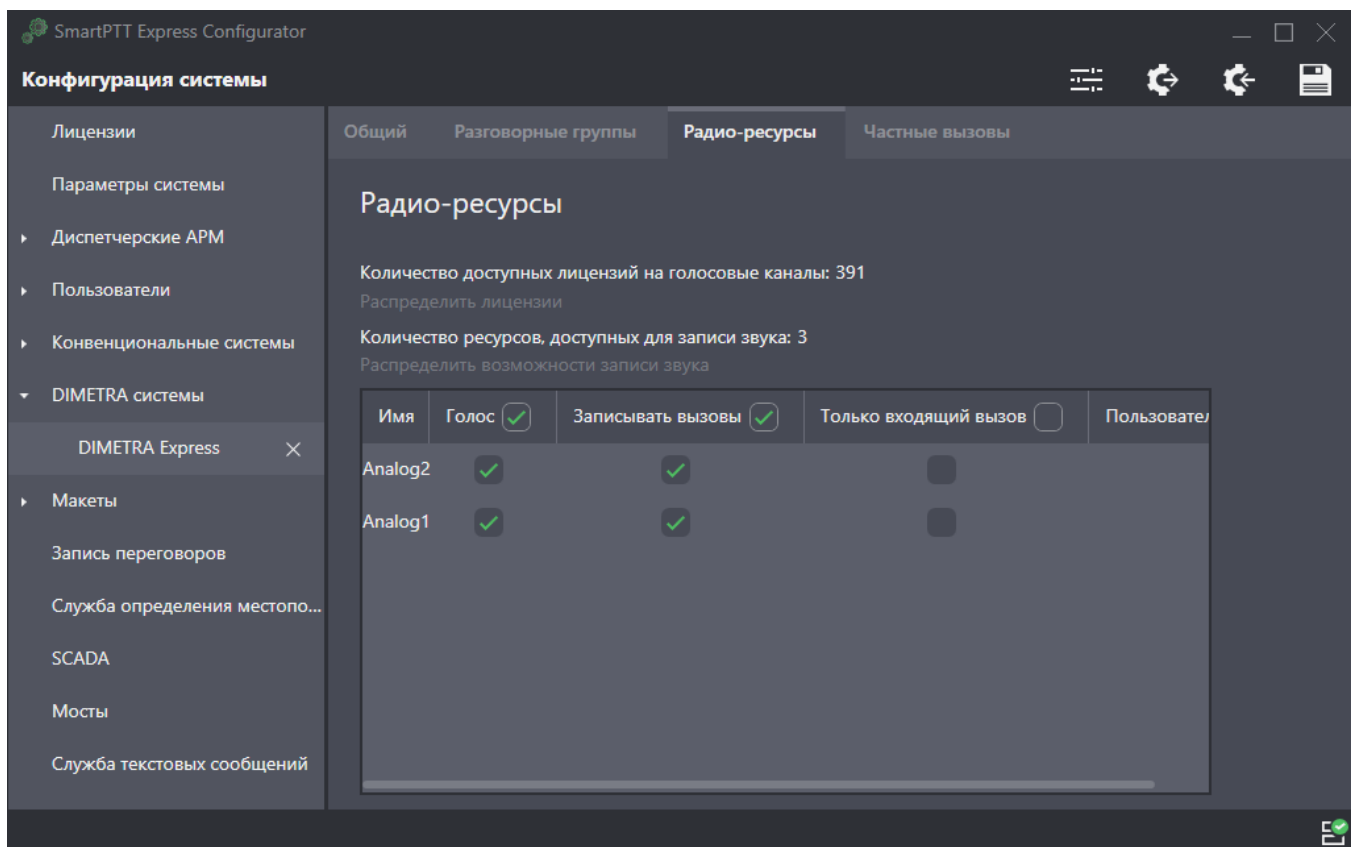 SmartPTT Express Configurator
Конфигурация системы
Лицензии
Параметры системы
Диспетчерские АРМ
Пользователи
Конвенциональные системы
DIMETRA системы
DIMETRA Express
Макеты
Запись переговоров
Служба определения местопо...
SCADA
Мосты
Служба текстовых сообщений
Общий Разговорные группы Радио-ресурсы Частные вызовы
Радио-ресурсы
Количество доступных лицензий на голосовые каналы: 391
Распределить лицензии
Количество ресурсов, доступных для записи звука: 3
Распределить возможности записи звука
Имя Голос Записывать вызовы Только входящий вызов Пользовател
Analog2
Analog1